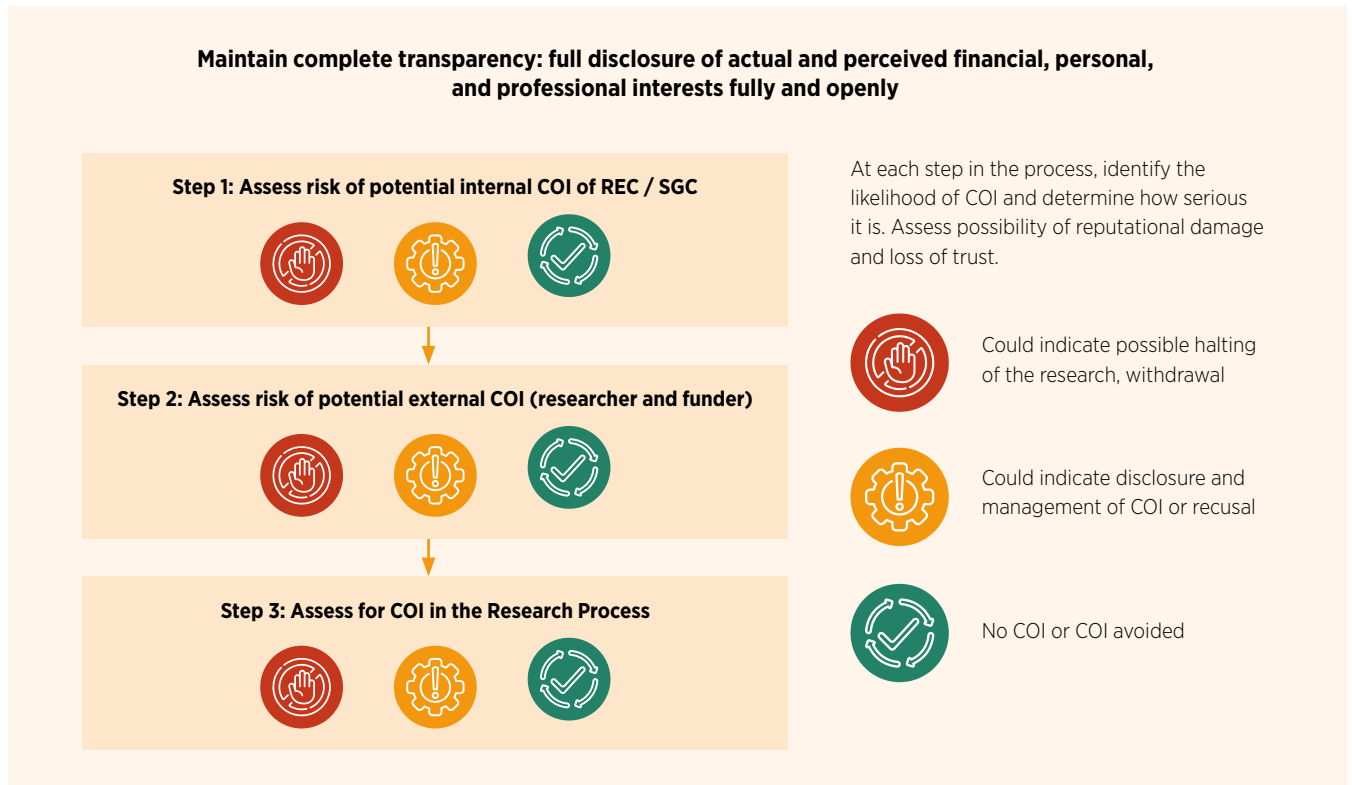 Maintain complete transparency: full disclosure of actual and perceived financial, personal,
and professional interests fully and openly
Step 1: Assess risk of potential internal COI of REC / SGC
Step 2: Assess risk of potential external COI (researcher and funder)
Step 3: Assess for COI in the Research Process
At each step in the process, identify the
likelihood of COI and determine how serious
it is. Assess possibility of reputational damage
and loss of trust.
Could indicate possible halting
of the research, withdrawal
Could indicate disclosure and
management of COI or recusal
No COI or COI avoided